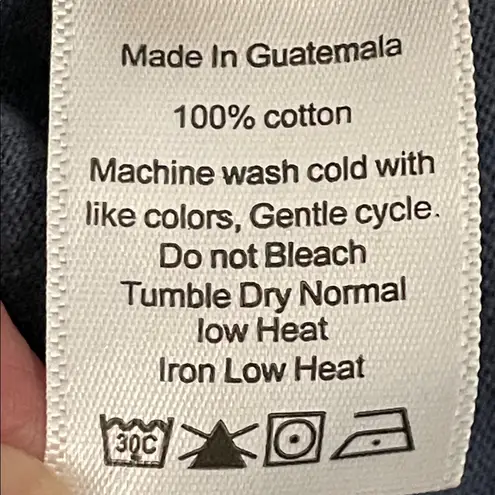 Made In Guatemala
100% cotton
Machine wash cold with
like colors, Gentle cycle.
Do not Bleach
Tumble Dry Normal
low Heat
Iron Low Heat
30C